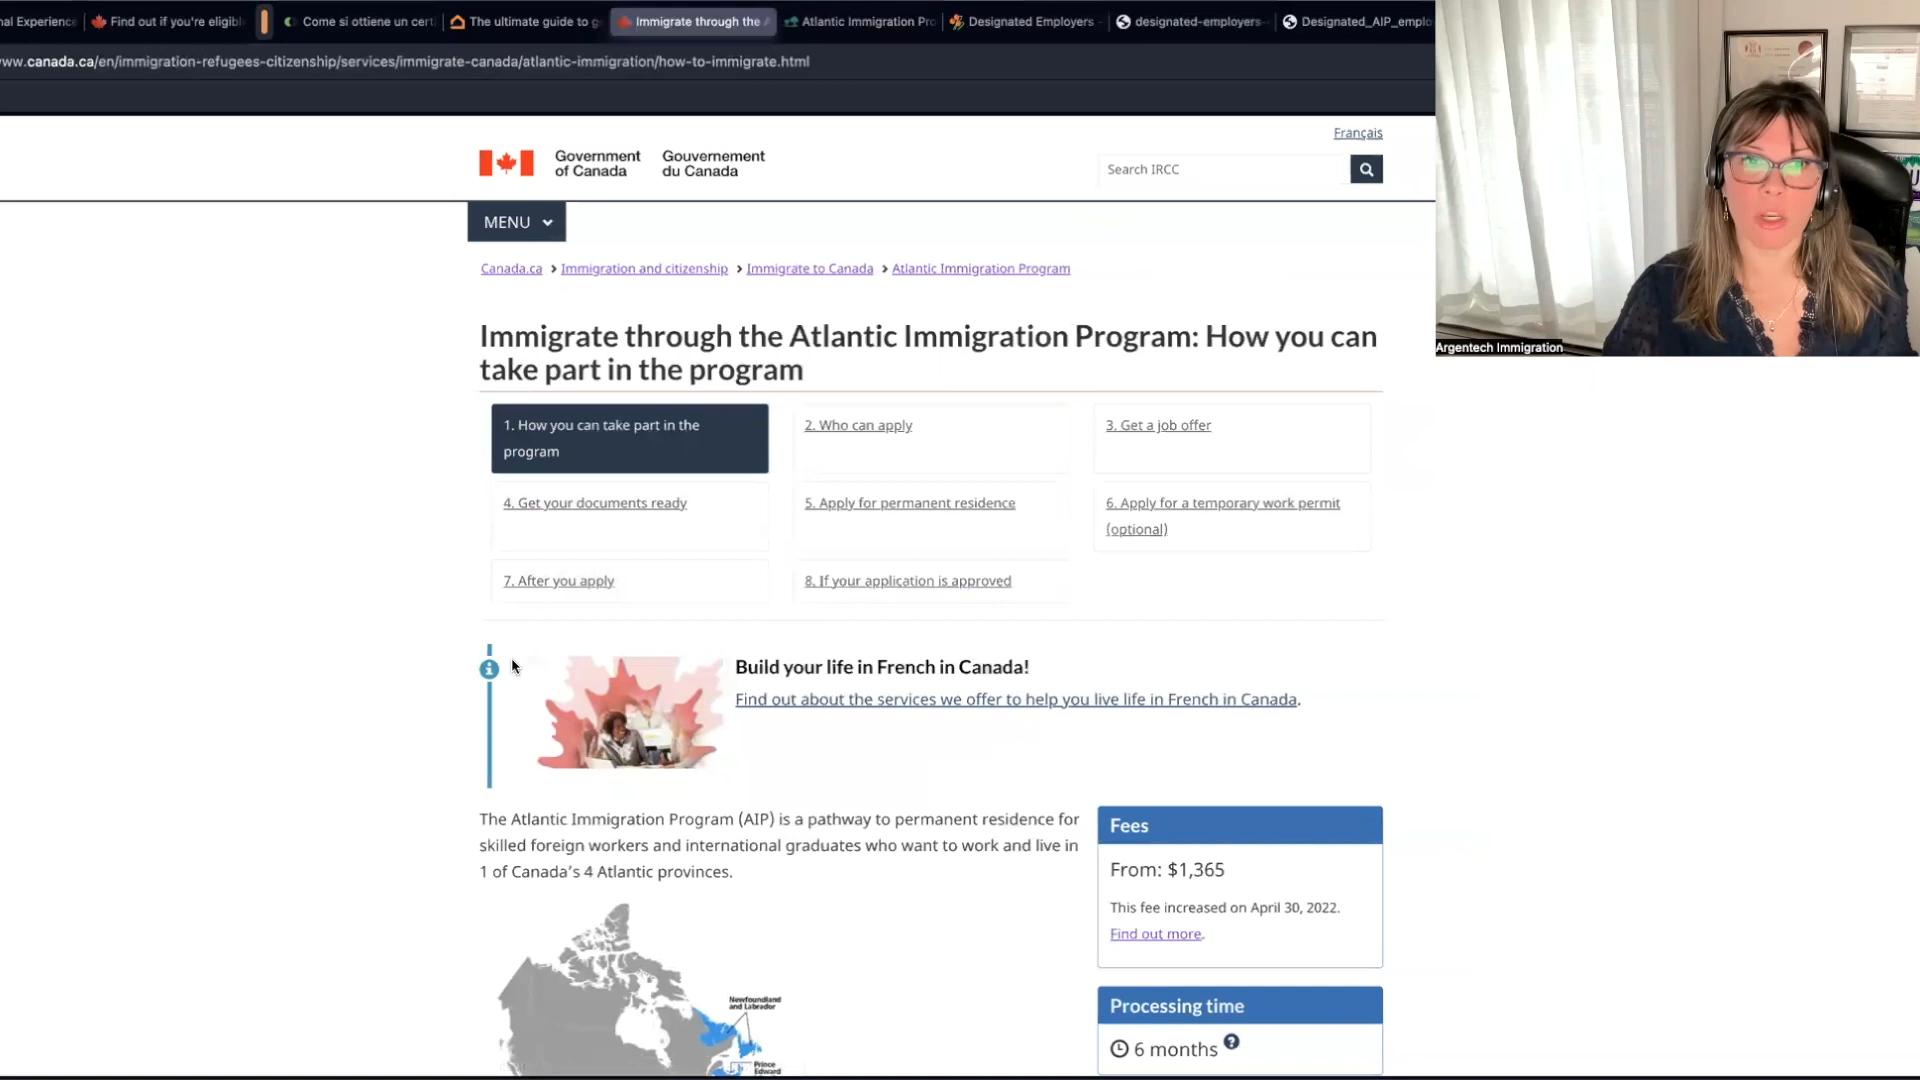 al Experience
Find out if you're eligibl
Come si ottiene un cert
The ultimate guide to g
Immigrate through the A
Atlantic Immigration Pro
Designated Employers -
designated-employers-
Designated_AIP_emplo
ww.canada.ca/en/immigration-refugees-citizenship/services/immigrate-canada/atlantic-immigration/how-to-immigrate.html
Français
Government of Canada
Gouvernement du Canada
Search IRCC
MENU
Canada.ca > Immigration and citizenship > Immigrate to Canada > Atlantic Immigration Program
Argentech Immigration
Immigrate through the Atlantic Immigration Program: How you can
take part in the program
1. How you can take part in the
program
2. Who can apply
3. Get a job offer
4. Get your documents ready
5. Apply for permanent residence
6. Apply for a temporary work permit
(optional)
7. After you apply
8. If your application is approved
Build your life in French in Canada!
Find out about the services we offer to help you live life in French in Canada.
The Atlantic Immigration Program (AIP) is a pathway to permanent residence for
skilled foreign workers and international graduates who want to work and live in
1 of Canada's 4 Atlantic provinces.
Fees
From: $1,365
This fee increased on April 30, 2022.
Find out more.
Processing time
6 months
Newfoundland
and Labrador
Prince
Edward